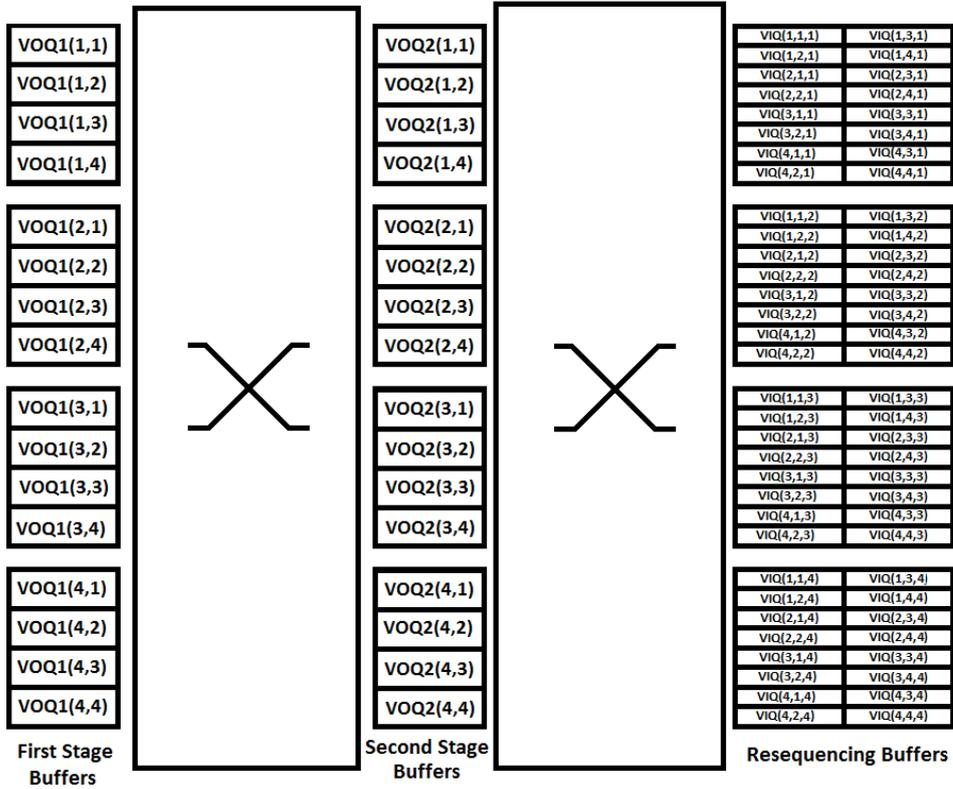 VOQ1(1,1)
VOQ1(1,2)
VOQ1(1,3)
VOQ1(1,4)
VOQ1(2,1)
VOQ1(2,2)
VOQ1(2,3)
VOQ1(2,4)
VOQ1(3,1)
VOQ1(3,2)
VOQ1(3,3)
VOQ1(3,4)
VOQ1(4,1)
VOQ1(4,2)
VOQ1(4,3)
VOQ1(4,4)
First Stage
Buffers
VOQ2(1,1)
VOQ2(1,2)
VOQ2(1,3)
VOQ2(1,4)
VOQ2(2,1)
VOQ2(2,2)
VOQ2(2,3)
VOQ2(2,4)
VOQ2(3,1)
VOQ2(3,2)
VOQ2(3,3)
VOQ2(3,4)
VOQ2(4,1)
VOQ2(4,2)
VOQ2(4,3)
VOQ2(4,4)
Second Stage
Buffers
VIQ(1,1,1) VIQ(1,3,1)
VIQ(1,2,1) VIQ(1,4,1)
VIQ(2,1,1) VIQ(2,3,1)
VIQ(2,2,1) VIQ(2,4,1)
VIQ(3,1,1) VIQ(3,3,1)
VIQ(3,2,1) VIQ(3,4,1)
VIQ(4,1,1) VIQ(4,3,1)
VIQ(4,2,1) VIQ(4,4,1)
VIQ(1,1,2) VIQ(1,3,2)
VIQ(1,2,2) VIQ(1,4,2)
VIQ(2,1,2) VIQ(2,3,2)
VIQ(2,2,2) VIQ(2,4,2)
VIQ(3,1,2) VIQ(3,3,2)
VIQ(3,2,2) VIQ(3,4,2)
VIQ(4,1,2) VIQ(4,3,2)
VIQ(4,2,2) VIQ(4,4,2)
VIQ(1,1,3) VIQ(1,3,3)
VIQ(1,2,3) VIQ(1,4,3)
VIQ(2,1,3) VIQ(2,3,3)
VIQ(2,2,3) VIQ(2,4,3)
VIQ(3,1,3) VIQ(3,3,3)
VIQ(3,2,3) VIQ(3,4,3)
VIQ(4,1,3) VIQ(4,3,3)
VIQ(4,2,3) VIQ(4,4,3)
VIQ(1,1,4) VIQ(1,3,4)
VIQ(1,2,4) VIQ(1,4,4)
VIQ(2,1,4) VIQ(2,3,4)
VIQ(2,2,4) VIQ(2,4,4)
VIQ(3,1,4) VIQ(3,3,4)
VIQ(3,2,4) VIQ(3,4,4)
VIQ(4,1,4) VIQ(4,3,4)
VIQ(4,2,4) VIQ(4,4,4)
Resequencing Buffers